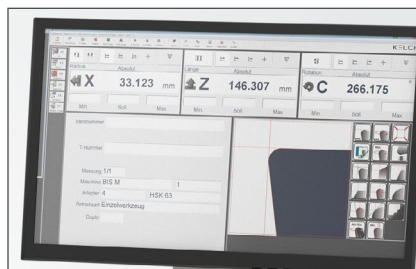 KELCH
Radius Absolut
Länge Absolut
Rotation Absolut
X 33.123 mm
Z 146.307 mm
C 266.175
Min. Soll. Max.
Min. Soll. Max.
Min. Soll. Max.
Identnummer
T-Nummer
Messung 1/1
Maschine BIS M 1
Adapter 4 HSK 63
Einzelwerkzeug
Duplo